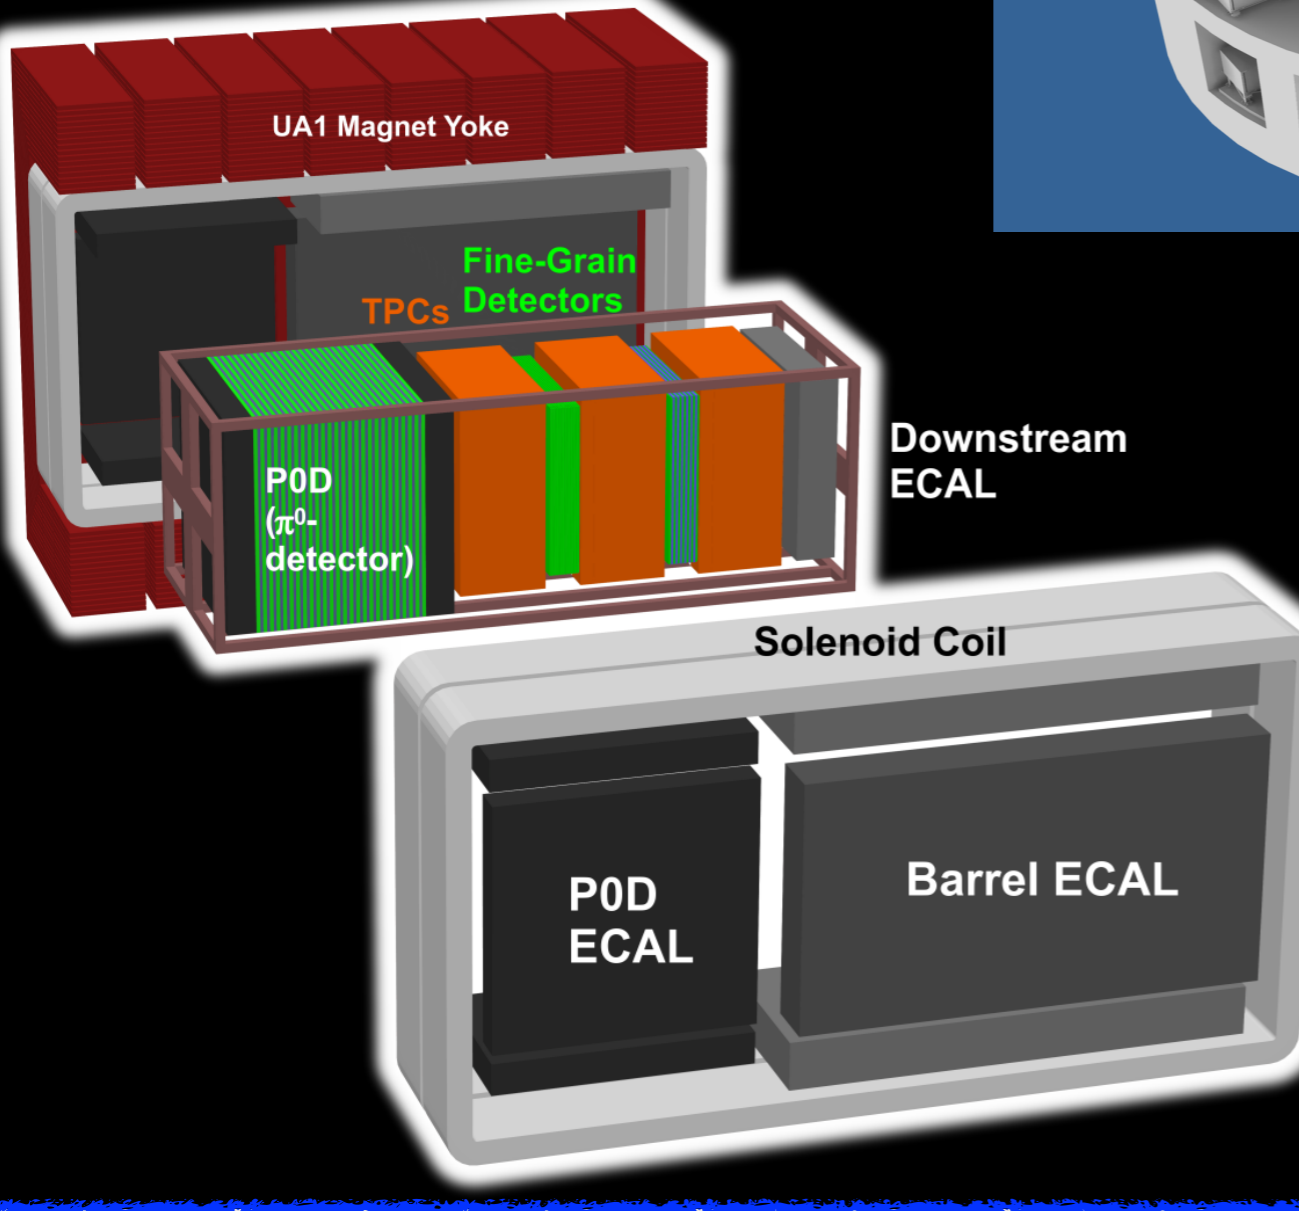 UA1 Magnet Yoke
Fine-Grain
Detectors
TPCs
Downstream
ECAL
P0D
(π⁰-
detector)
Solenoid Coil
P0D
ECAL
Barrel ECAL